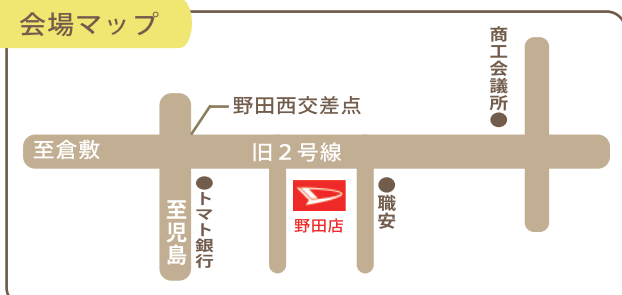 会場マップ
商工会議所
野田西交差点
至倉敷
旧２号線
至児島
トマト銀行
野田店
職安